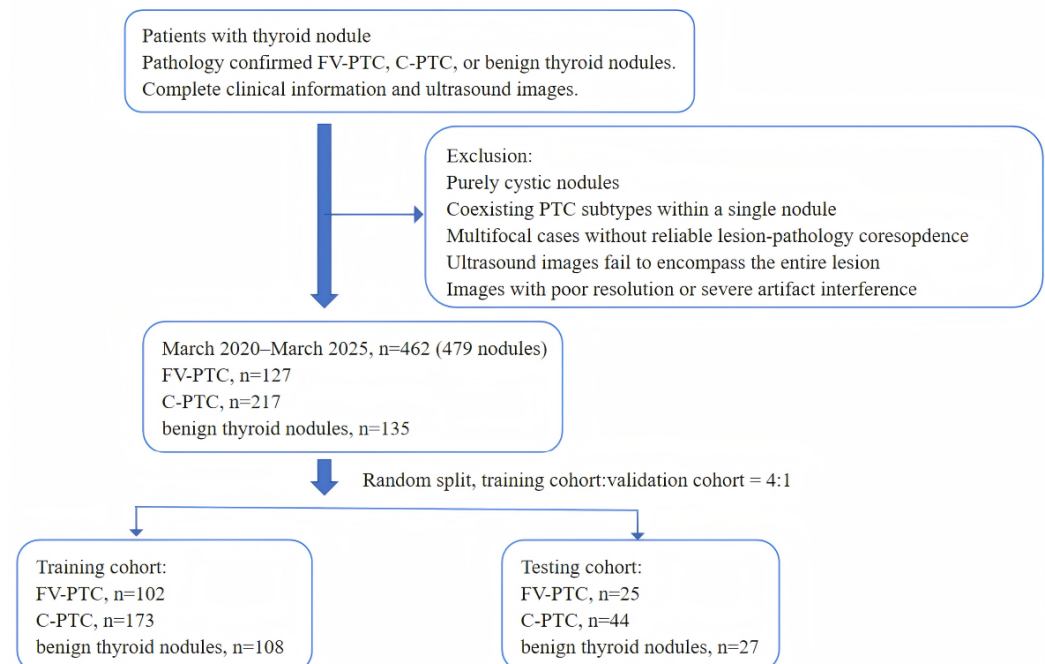 Patients with thyroid nodule
Pathology confirmed FV-PTC, C-PTC, or benign thyroid nodules.
Complete clinical information and ultrasound images.
Exclusion:
Purely cystic nodules
Coexisting PTC subtypes within a single nodule
Multifocal cases without reliable lesion-pathology coresopdence
Ultrasound images fail to encompass the entire lesion
Images with poor resolution or severe artifact interference
March 2020–March 2025, n=462 (479 nodules)
FV-PTC, n=127
C-PTC, n=217
benign thyroid nodules, n=135
Random split, training cohort:validation cohort = 4:1
Training cohort:
FV-PTC, n=102
C-PTC, n=173
benign thyroid nodules, n=108
Testing cohort:
FV-PTC, n=25
C-PTC, n=44
benign thyroid nodules, n=27